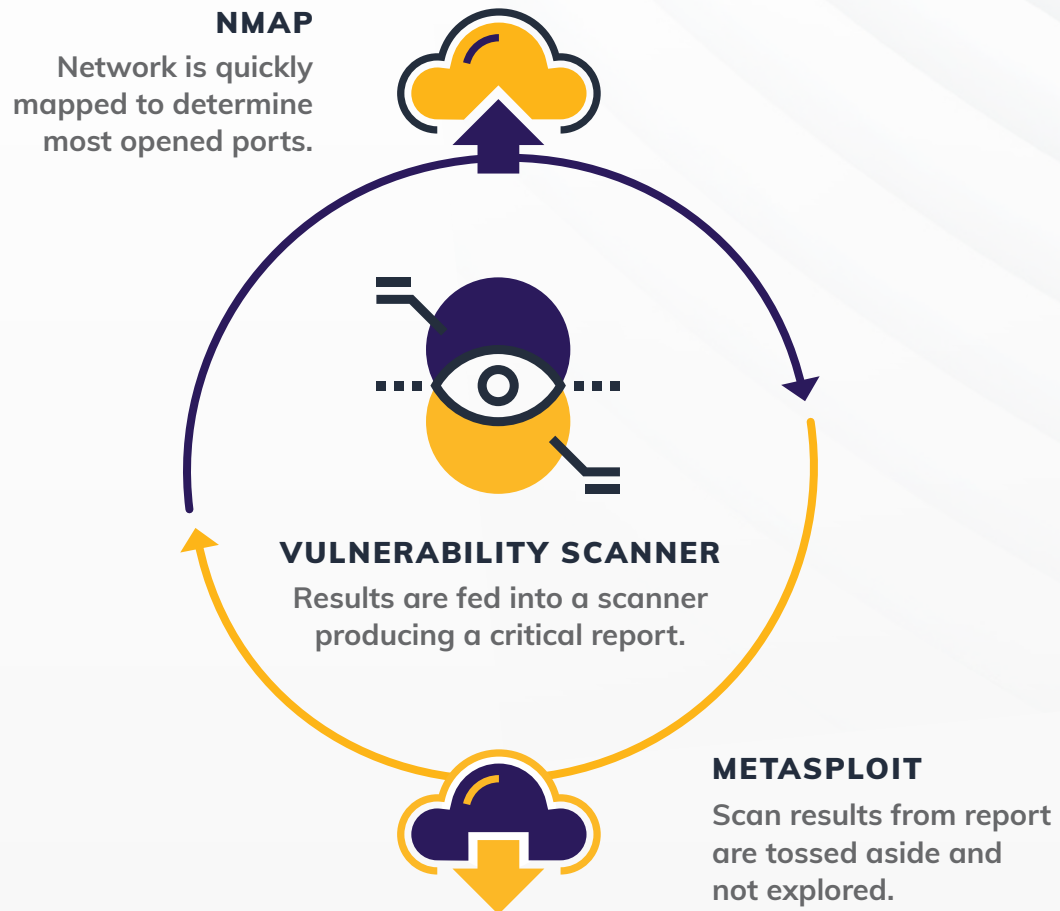 NMAP
Network is quickly
mapped to determine
most opened ports.
VULNERABILITY SCANNER
Results are fed into a scanner
producing a critical report.
METASPLOIT
Scan results from report
are tossed aside and
not explored.